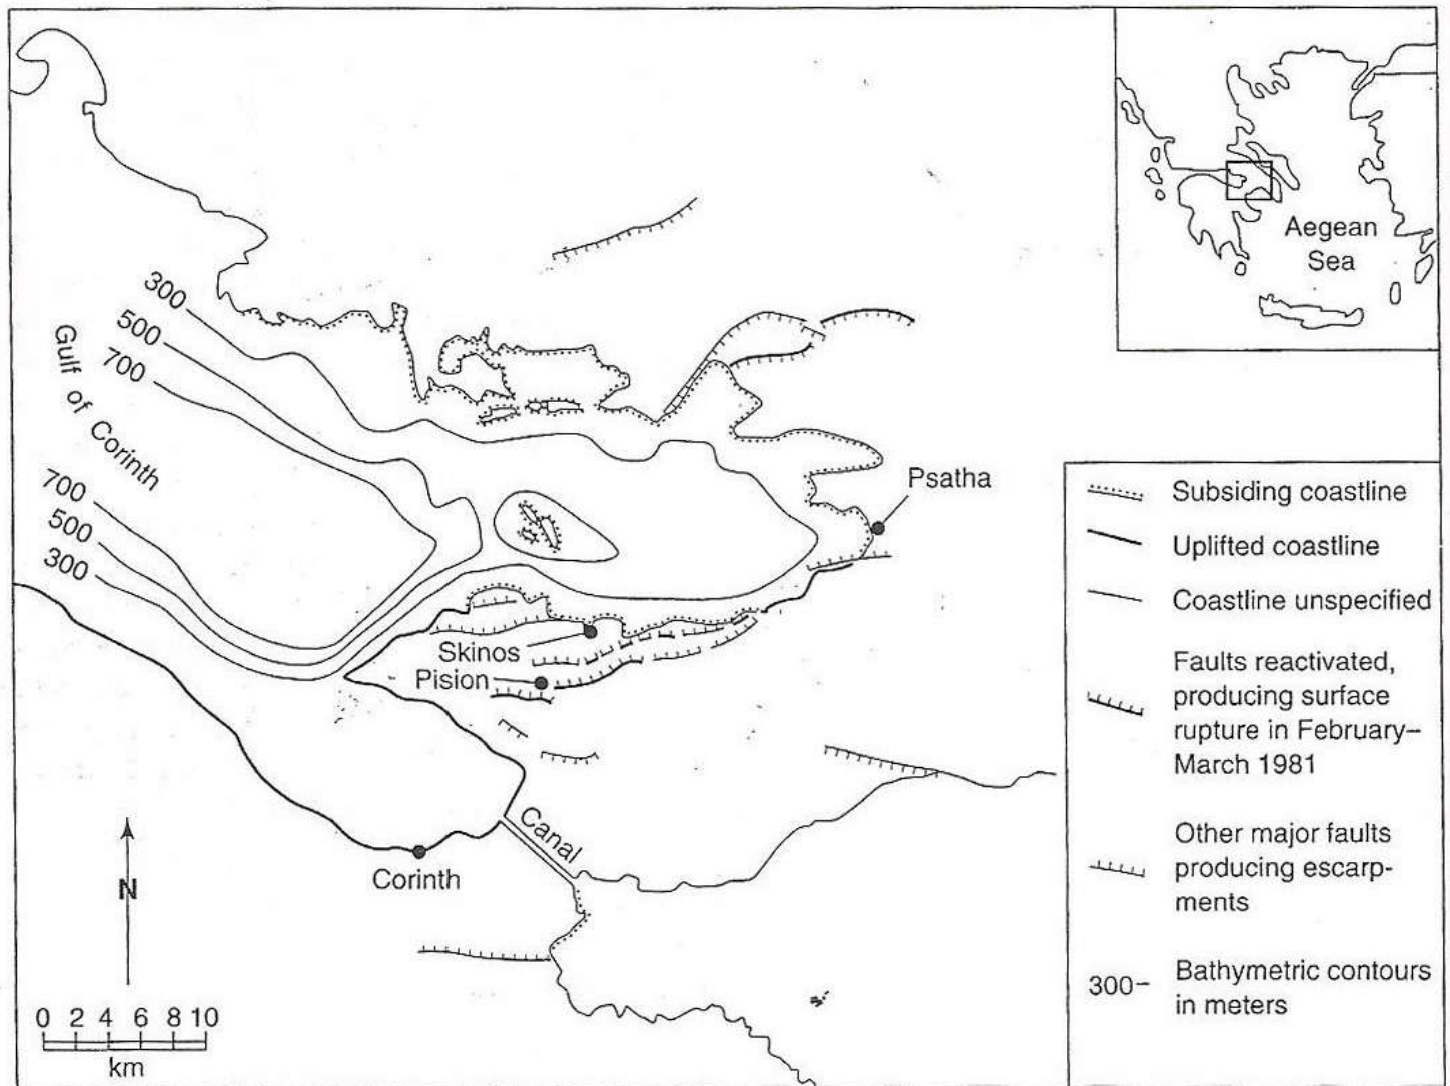 Aegean
Sea
300
500
700
Gulf of Corinth
700
500
300
Psatha
Skinos
Pision
Canal
Corinth
N
0 2 4 6 8 10
km
Subsiding coastline
Uplifted coastline
Coastline unspecified
Faults reactivated,
producing surface
rupture in February–
March 1981
Other major faults
producing escarp-
ments
300– Bathymetric contours
in meters